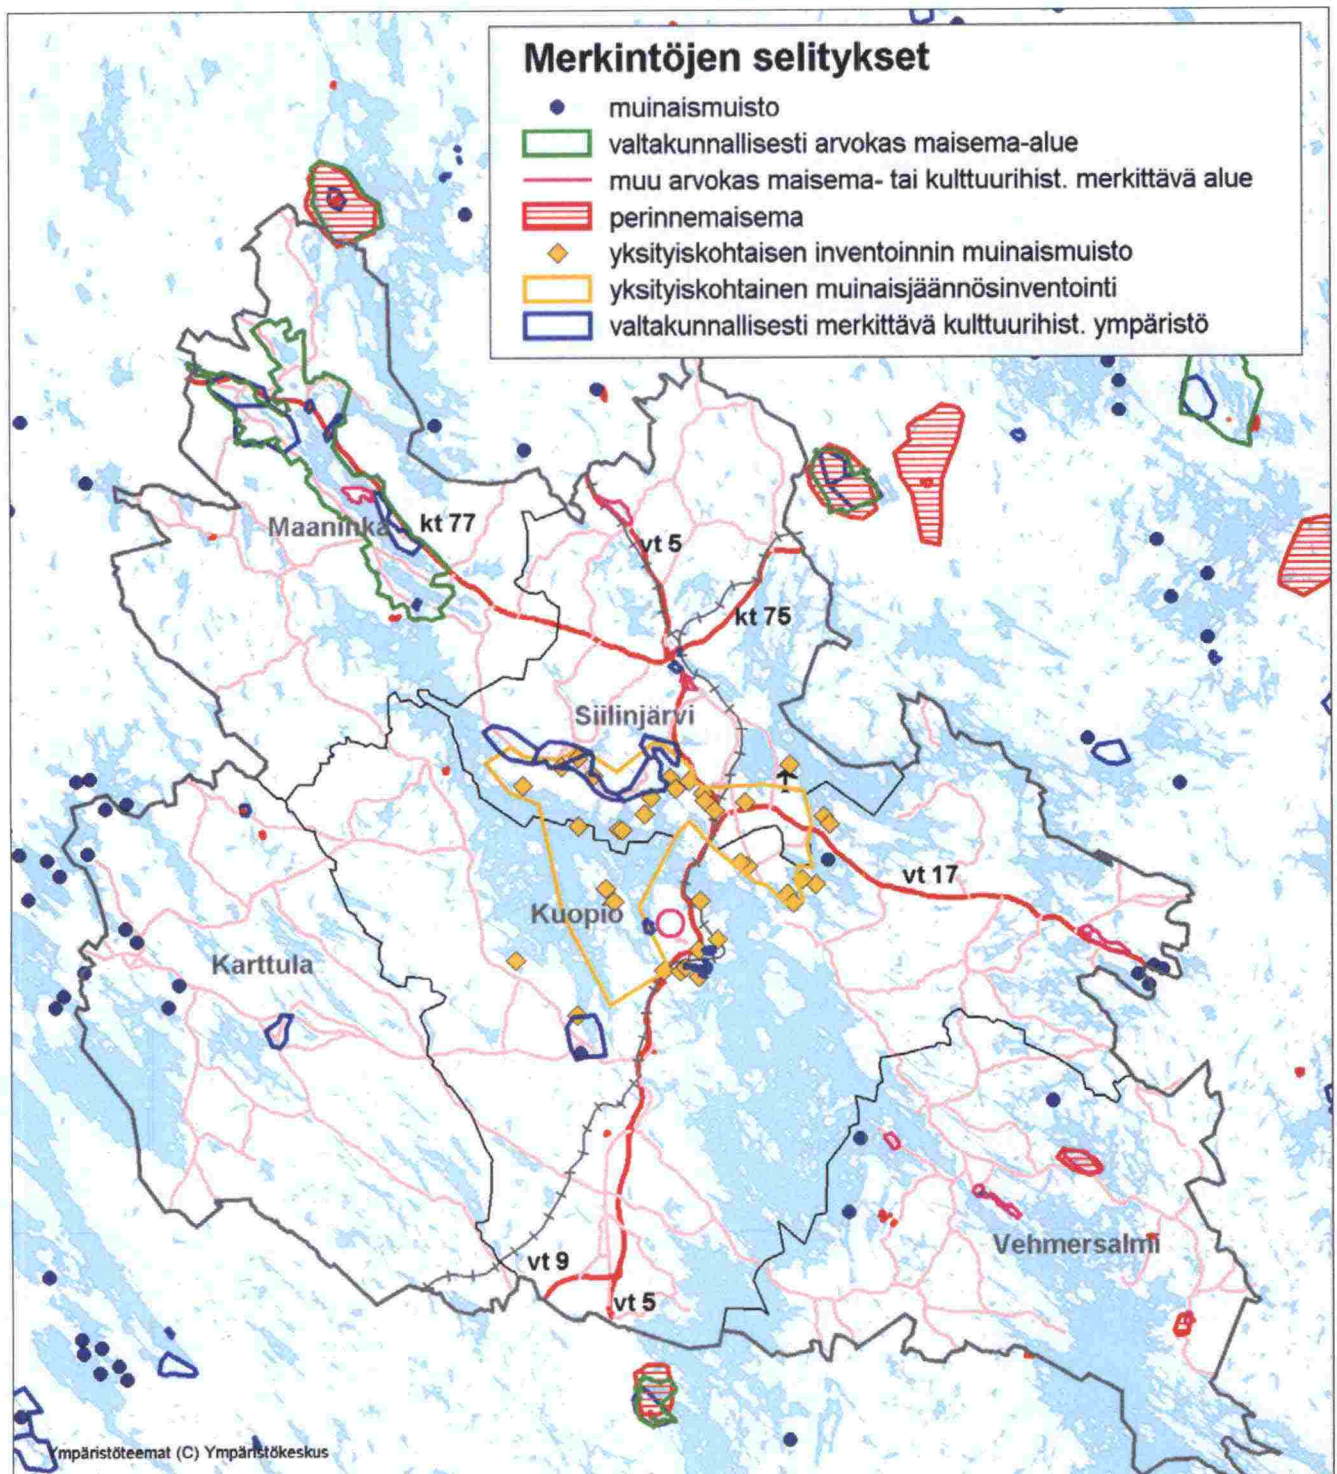 Merkintöjen selitykset
muinaismuisto
valtakunnallisesti arvokas maisema-alue
muu arvokas maisema- tai kulttuurihist. merkittävä alue
perinnemaisema
yksityiskohtaisen inventoinnin muinaismuisto
yksityiskohtainen muinaisjäännösinventointi
valtakunnallisesti merkittävä kulttuurihist. ympäristö
Maaninka
kt 77
vt 5
kt 75
Siilinjärvi
vt 17
Kuopio
Karttula
Vehmersalmi
vt 9
vt 5
Ympäristöteemat (C) Ympäristökeskus